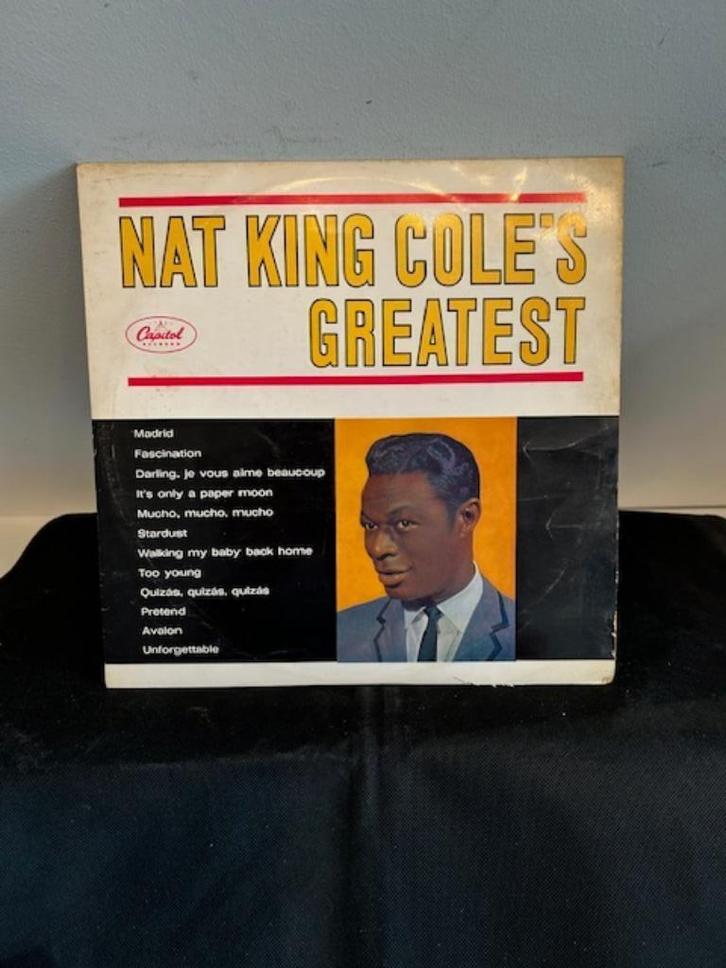 NAT KING COLE'S
GREATEST
Capitol
RECORDS
Madrid
Fascination
Darling, je vous aime beaucoup
It's only a paper moon
Mucho, mucho, mucho
Stardust
Walking my baby back home
Too young
Quizás, quizás, quizás
Pretend
Avalon
Unforgettable